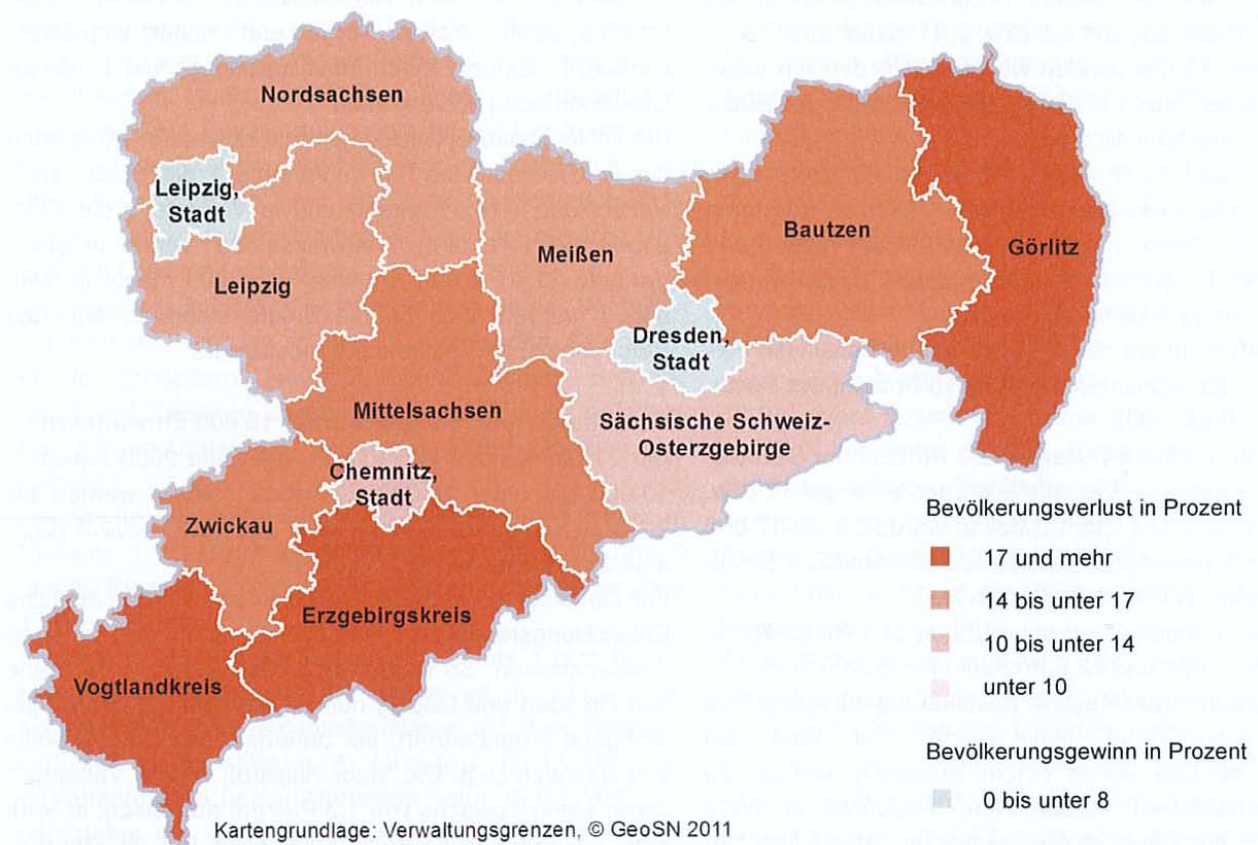 Nordsachsen
Leipzig,
Stadt
Leipzig
Meißen
Bautzen
Görlitz
Dresden,
Stadt
Mittelsachsen
Sächsische Schweiz-
Osterzgebirge
Chemnitz,
Stadt
Zwickau
Erzgebirgskreis
Vogtlandkreis
Bevölkerungsverlust in Prozent
17 und mehr
14 bis unter 17
10 bis unter 14
unter 10
Bevölkerungsgewinn in Prozent
0 bis unter 8
Kartengrundlage: Verwaltungsgrenzen, © GeoSN 2011